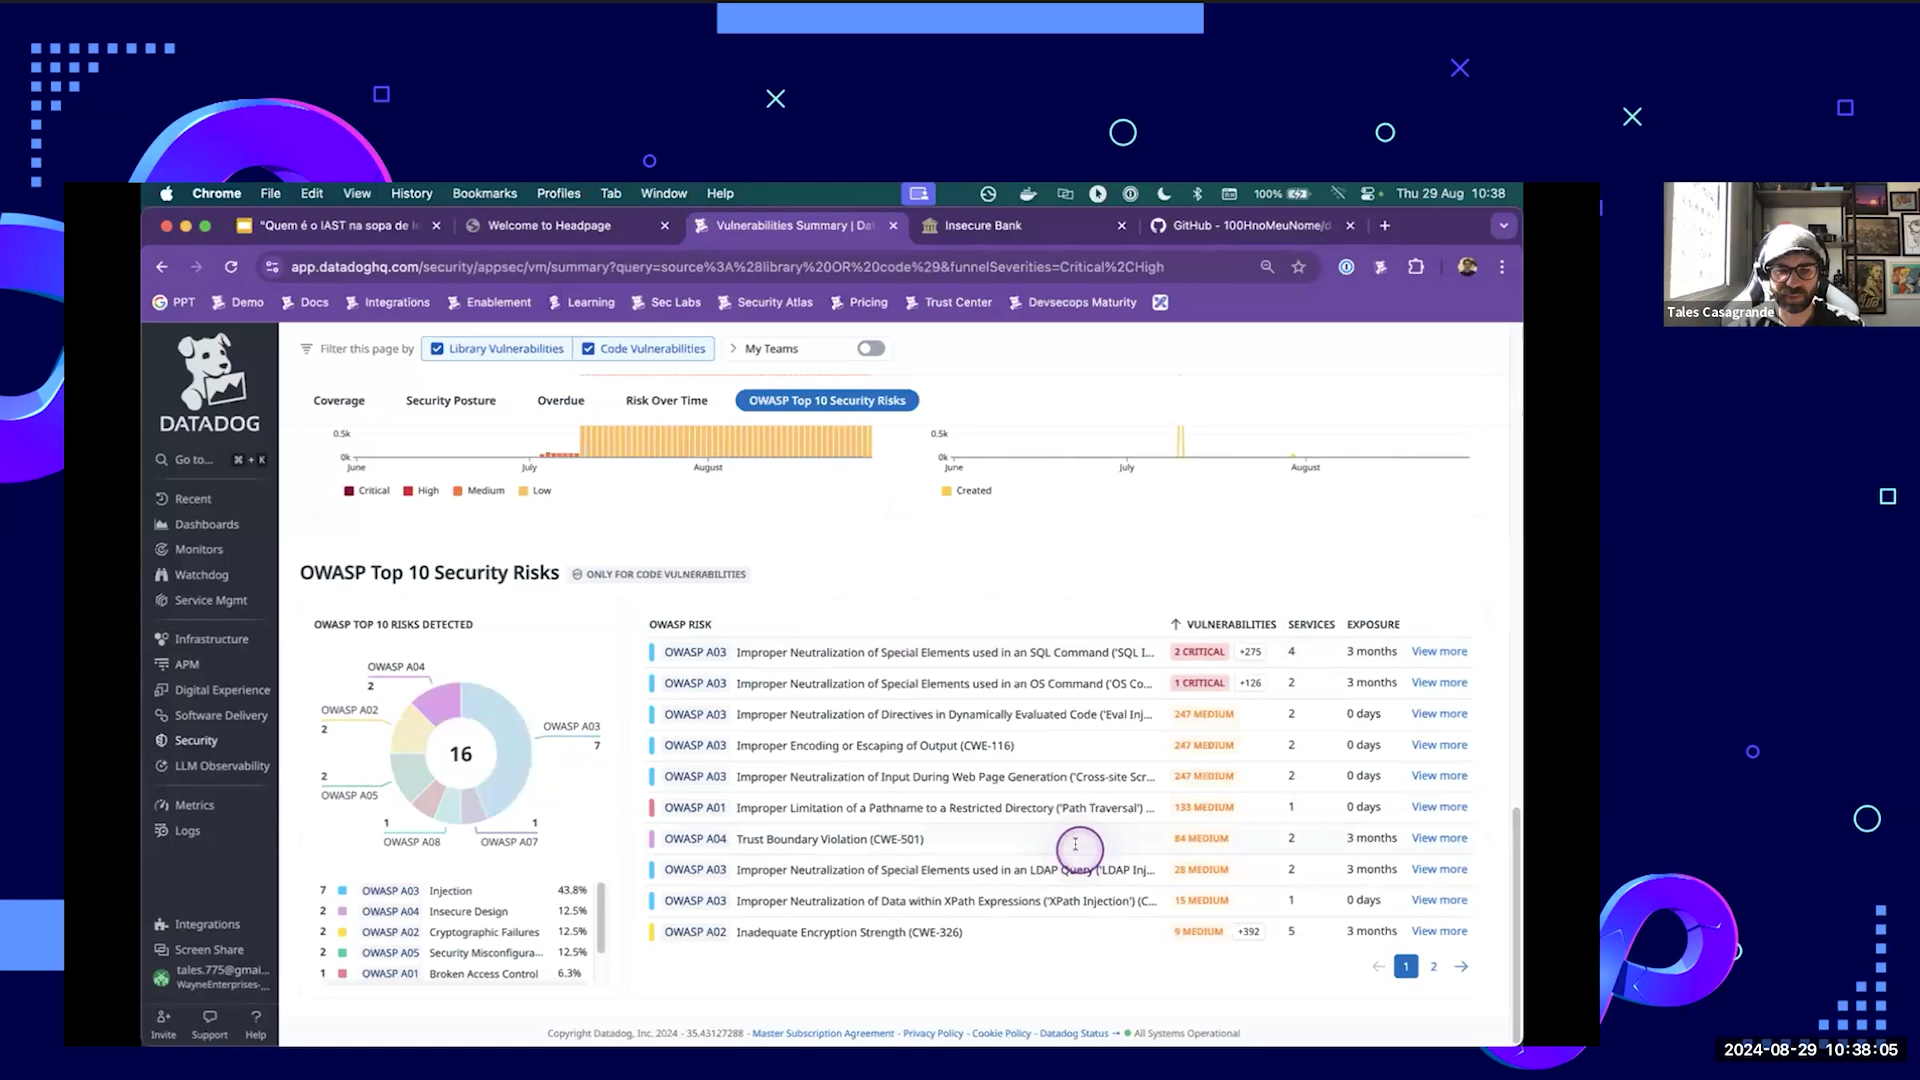 Chrome File Edit View History Bookmarks Profiles Tab Window Help 100% Thu 29 Aug 10:38
"Quem é o IAST na sopa de le
Welcome to Headpage
Vulnerabilities Summary | Dat
Insecure Bank
GitHub - 100HnoMeuNome/d
app.datadoghq.com/security/appsec/vm/summary?query=source%3A%28library%20OR%20code%29&funnelSeverities=Critical%2CHigh
PPT Demo Docs Integrations Enablement Learning Sec Labs Security Atlas Pricing Trust Center Devsecops Maturity
Tales Casagrande
DATADOG
Go to... ⌘ + K
Recent
Dashboards
Monitors
Watchdog
Service Mgmt
Infrastructure
APM
Digital Experience
Software Delivery
Security
LLM Observability
Metrics
Logs
Integrations
Screen Share
tales.775@gmai...
WayneEnterprises-...
Invite Support Help
Filter this page by Library Vulnerabilities Code Vulnerabilities My Teams
Coverage Security Posture Overdue Risk Over Time OWASP Top 10 Security Risks
0.5k
0k
June July August
Critical High Medium Low
0.5k
0k
June July August
Created
OWASP Top 10 Security Risks ONLY FOR CODE VULNERABILITIES
OWASP TOP 10 RISKS DETECTED
OWASP A04
2
OWASP A02
2
OWASP A03
7
16
2
OWASP A05
1
OWASP A08
1
OWASP A07
7 OWASP A03 Injection 43.8%
2 OWASP A04 Insecure Design 12.5%
2 OWASP A02 Cryptographic Failures 12.5%
2 OWASP A05 Security Misconfigura... 12.5%
1 OWASP A01 Broken Access Control 6.3%
OWASP RISK VULNERABILITIES SERVICES EXPOSURE
OWASP A03 Improper Neutralization of Special Elements used in an SQL Command ('SQL I... 2 CRITICAL +275 4 3 months View more
OWASP A03 Improper Neutralization of Special Elements used in an OS Command ('OS Co... 1 CRITICAL +126 2 3 months View more
OWASP A03 Improper Neutralization of Directives in Dynamically Evaluated Code ('Eval Inj... 247 MEDIUM 2 0 days View more
OWASP A03 Improper Encoding or Escaping of Output (CWE-116) 247 MEDIUM 2 0 days View more
OWASP A03 Improper Neutralization of Input During Web Page Generation ('Cross-site Scr... 247 MEDIUM 2 0 days View more
OWASP A01 Improper Limitation of a Pathname to a Restricted Directory ('Path Traversal') ... 133 MEDIUM 1 0 days View more
OWASP A04 Trust Boundary Violation (CWE-501) 84 MEDIUM 2 3 months View more
OWASP A03 Improper Neutralization of Special Elements used in an LDAP Query ('LDAP Inj... 28 MEDIUM 2 3 months View more
OWASP A03 Improper Neutralization of Data within XPath Expressions ('XPath Injection') (C... 15 MEDIUM 1 0 days View more
OWASP A02 Inadequate Encryption Strength (CWE-326) 9 MEDIUM +392 5 3 months View more
1 2
Copyright Datadog, Inc. 2024 - 35.43127288 - Master Subscription Agreement - Privacy Policy - Cookie Policy - Datadog Status → All Systems Operational
2024-08-29 10:38:05